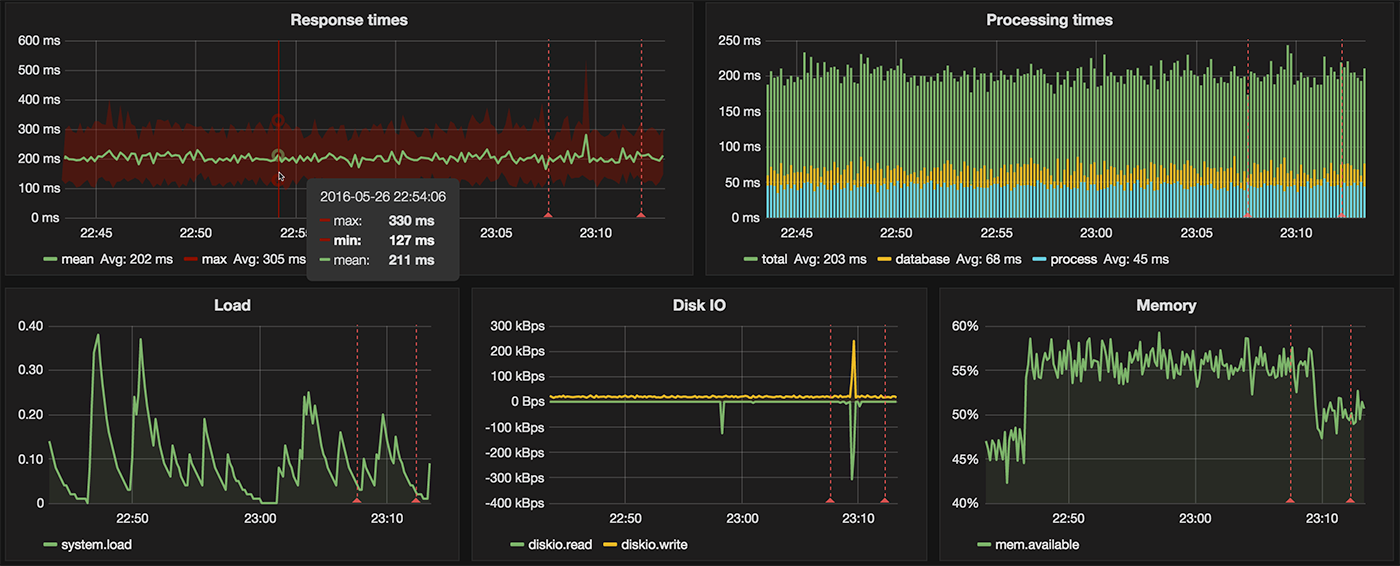 Response times
600 ms
500 ms
400 ms
300 ms
200 ms
100 ms
0 ms
22:45
22:50
22:55
23:05
23:10
mean Avg: 202 ms max Avg: 305 ms
2016-05-26 22:54:06
max: 330 ms
min: 127 ms
mean: 211 ms
Processing times
250 ms
200 ms
150 ms
100 ms
50 ms
0 ms
22:45
22:50
22:55
23:00
23:05
23:10
total Avg: 203 ms database Avg: 68 ms process Avg: 45 ms
Load
0.40
0.30
0.20
0.10
0
22:50
23:00
23:10
system.load
Disk IO
300 kBps
200 kBps
100 kBps
0 Bps
-100 kBps
-200 kBps
-300 kBps
-400 kBps
22:50
23:00
23:10
diskio.read diskio.write
Memory
60%
55%
50%
45%
40%
22:50
23:00
23:10
mem.available